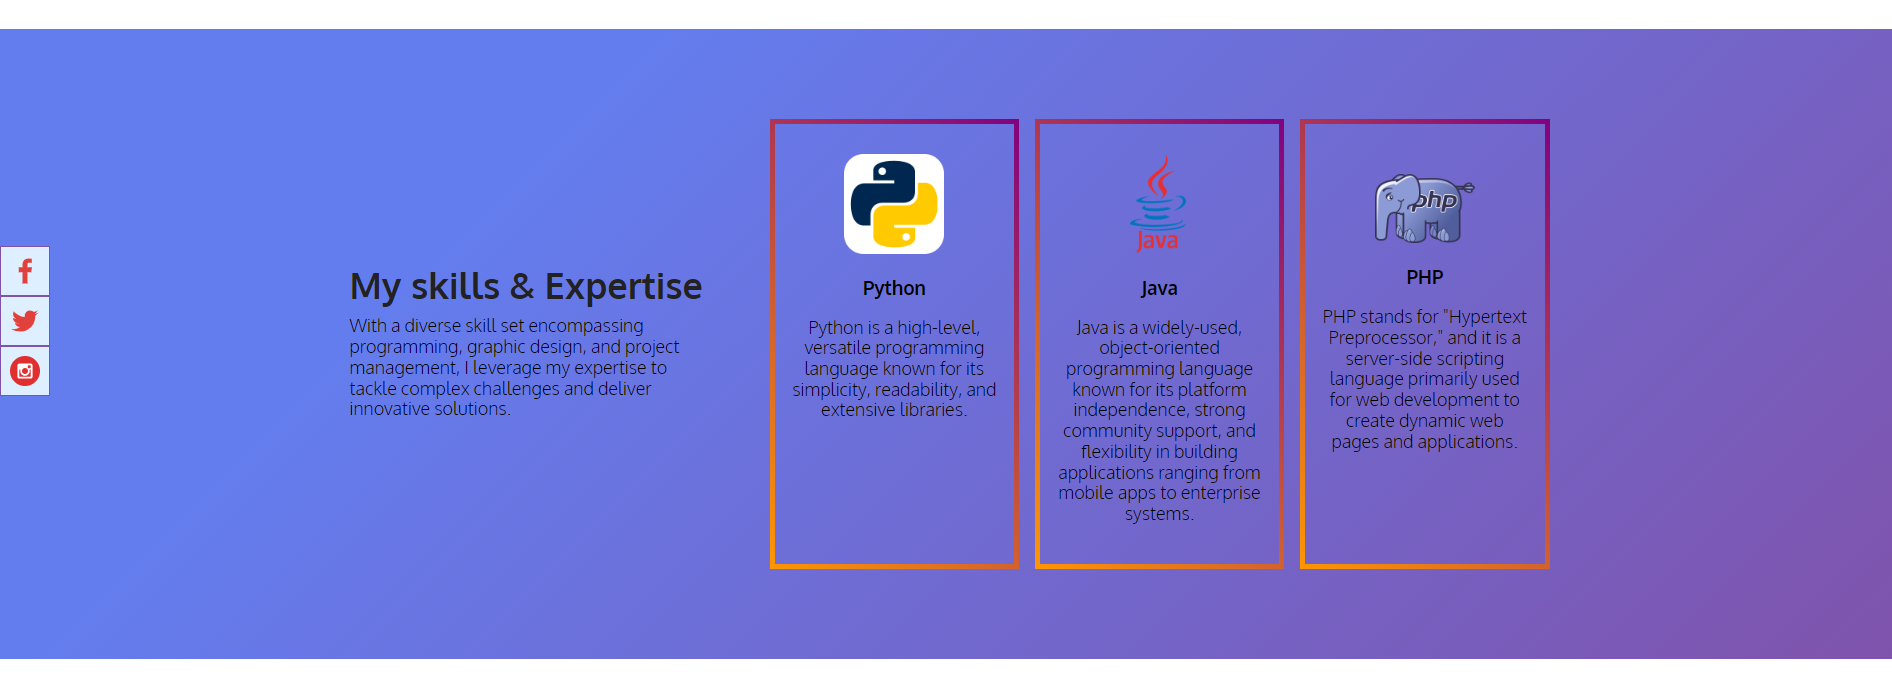 My skills & Expertise
With a diverse skill set encompassing
programming, graphic design, and project
management, I leverage my expertise to
tackle complex challenges and deliver
innovative solutions.
Python
Python is a high-level,
versatile programming
language known for its
simplicity, readability, and
extensive libraries.
Java
Java
Java is a widely-used,
object-oriented
programming language
known for its platform
independence, strong
community support, and
flexibility in building
applications ranging from
mobile apps to enterprise
systems.
php
PHP
PHP stands for "Hypertext
Preprocessor," and it is a
server-side scripting
language primarily used
for web development to
create dynamic web
pages and applications.